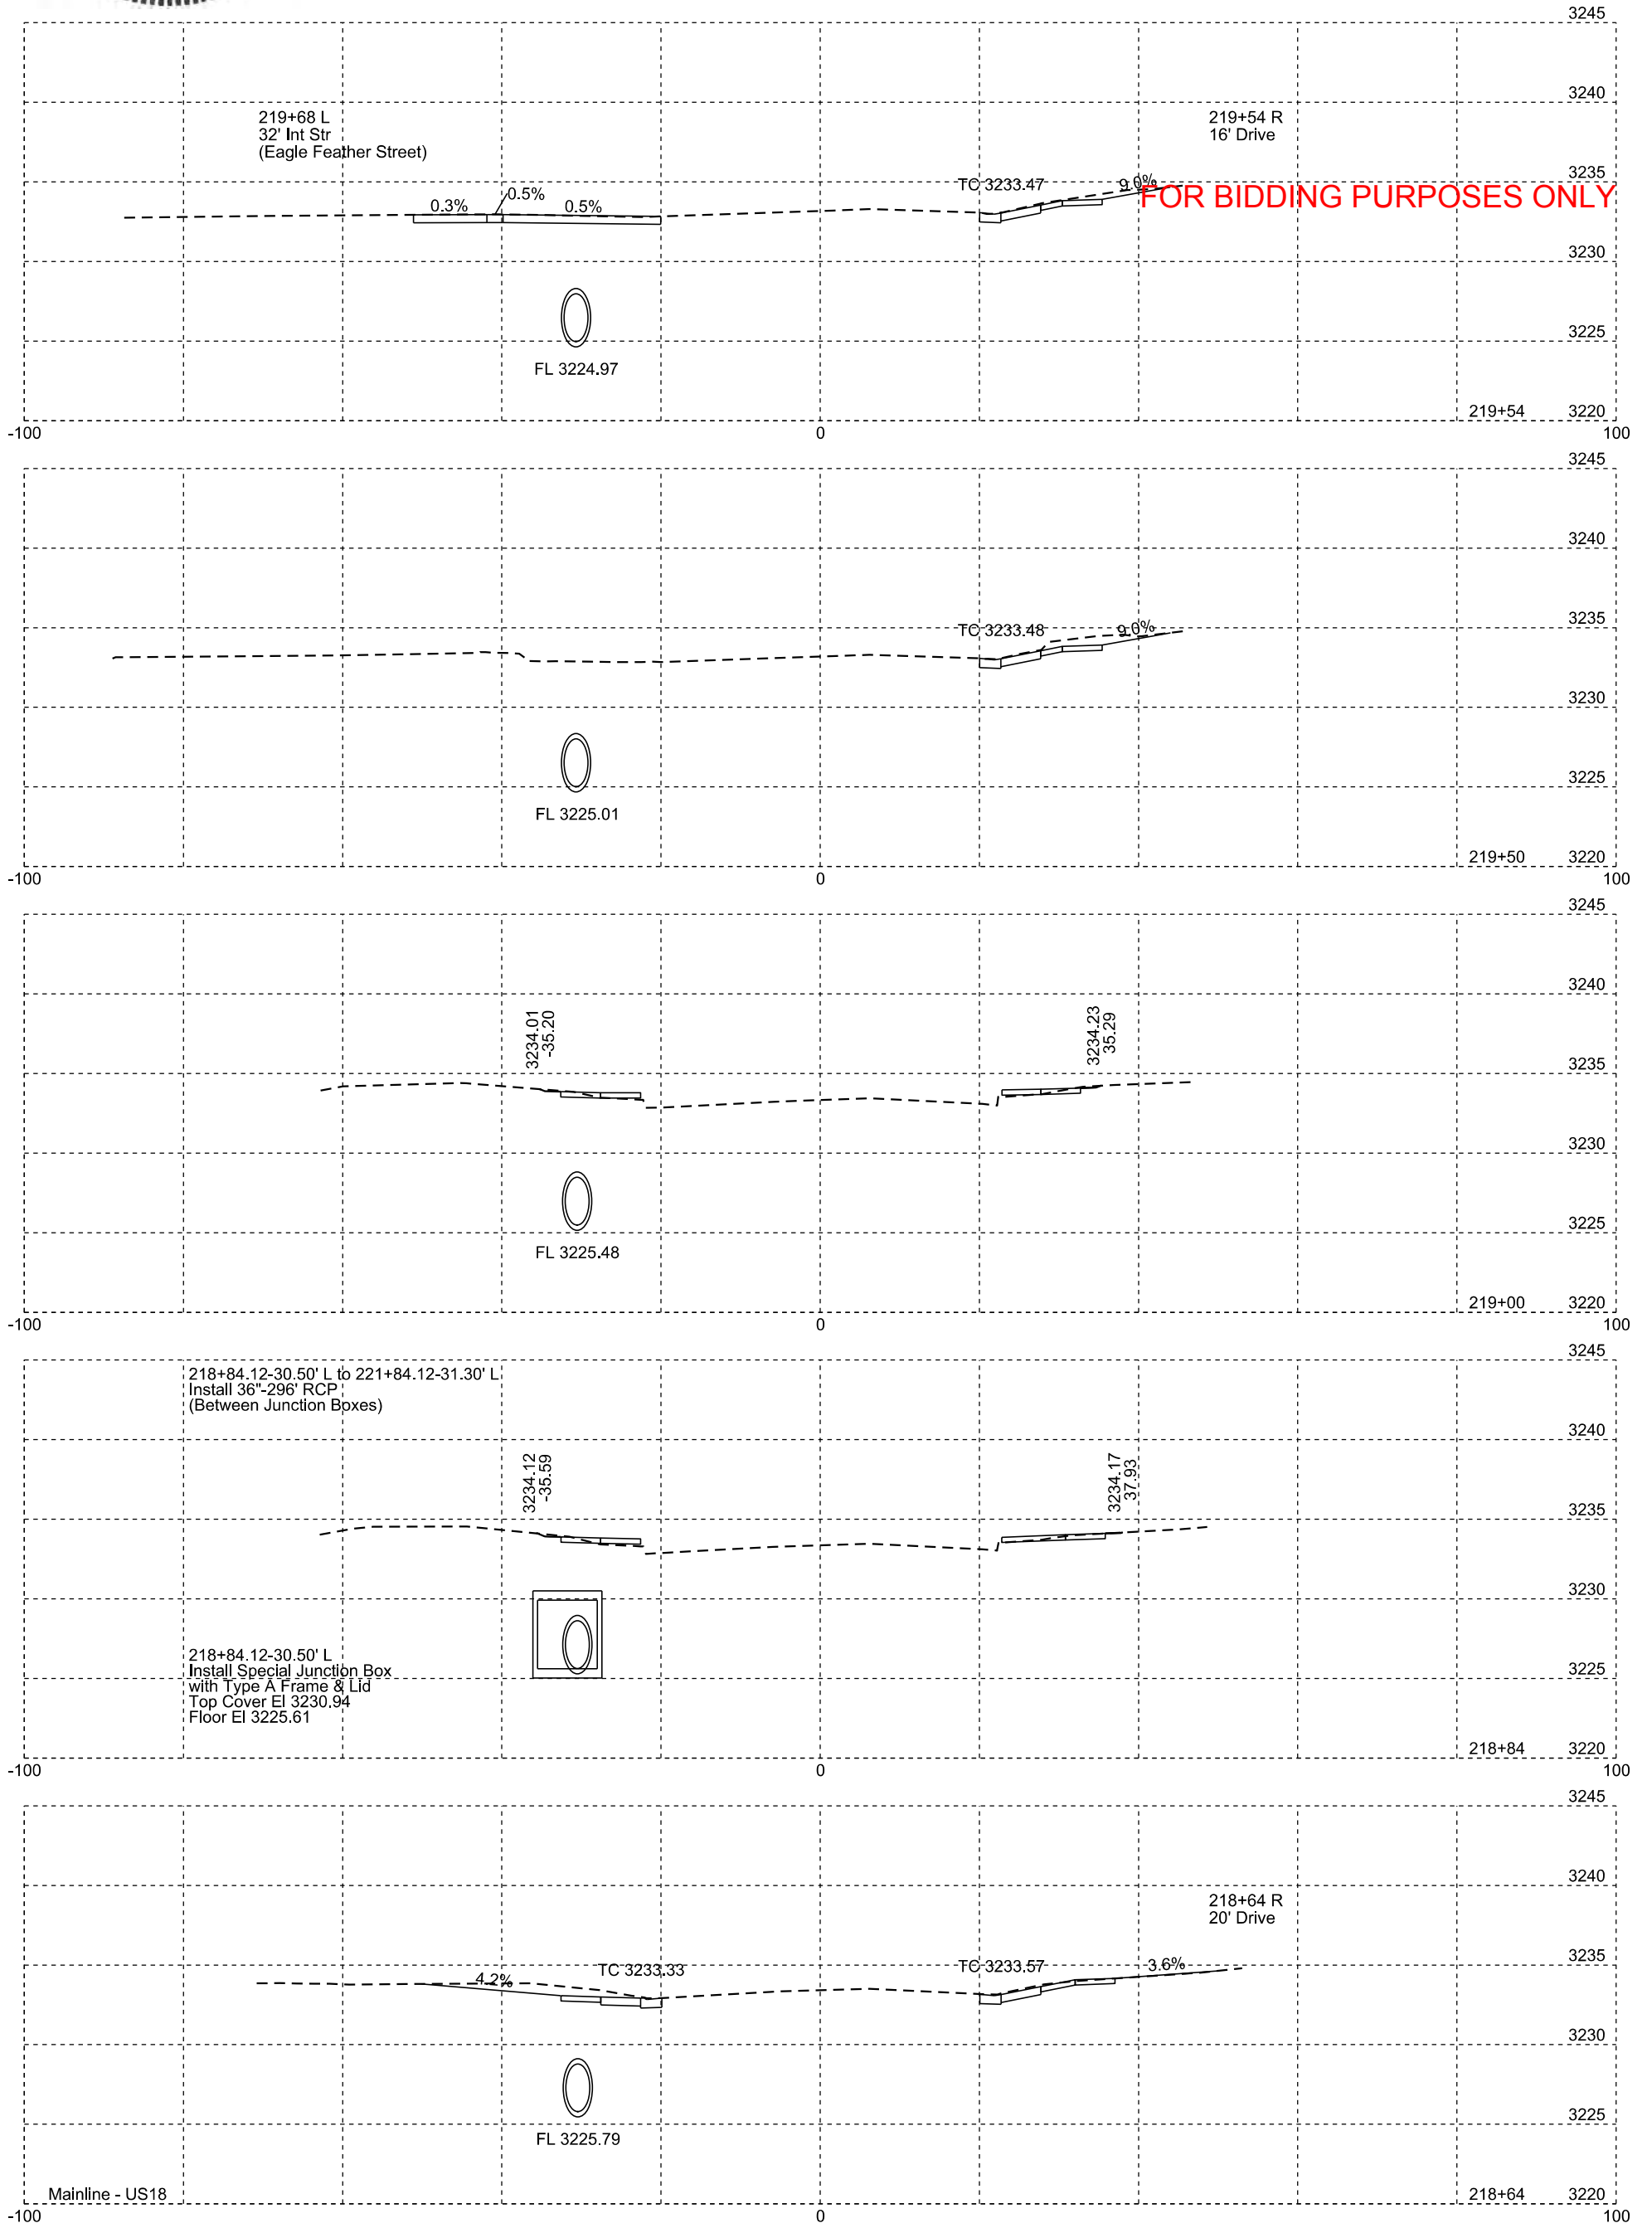 3245
3240
219+68 L
32' Int Str
(Eagle Feather Street)
219+54 R
16' Drive
3235
0.3%
0.5%
0.5%
TC 3233.47
9.0%
FOR BIDDING PURPOSES ONLY
3230
3225
FL 3224.97
219+54
3220
-100
0
100
3245
3240
3235
TC 3233.48
9.0%
3230
3225
FL 3225.01
219+50
3220
-100
0
100
3245
3240
3234.01
-35.20
3234.23
35.29
3235
3230
3225
FL 3225.48
219+00
3220
-100
0
100
3245
218+84.12-30.50' L to 221+84.12-31.30' L
Install 36"-296' RCP
(Between Junction Boxes)
3240
3234.12
-35.59
3234.17
37.93
3235
3230
218+84.12-30.50' L
Install Special Junction Box
with Type A Frame & Lid
Top Cover El 3230.94
Floor El 3225.61
3225
218+84
3220
-100
0
100
3245
3240
218+64 R
20' Drive
3235
4.2%
TC 3233.33
TC 3233.57
3.6%
3230
3225
FL 3225.79
Mainline - US18
218+64
3220
-100
0
100